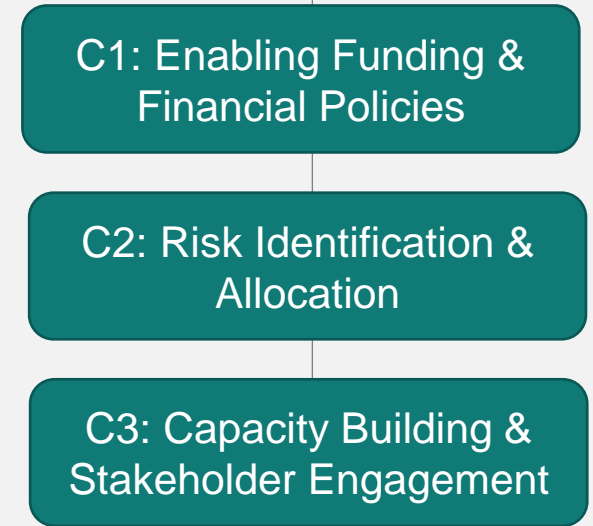 C1: Enabling Funding &
Financial Policies
C2: Risk Identification &
Allocation
C3: Capacity Building &
Stakeholder Engagement